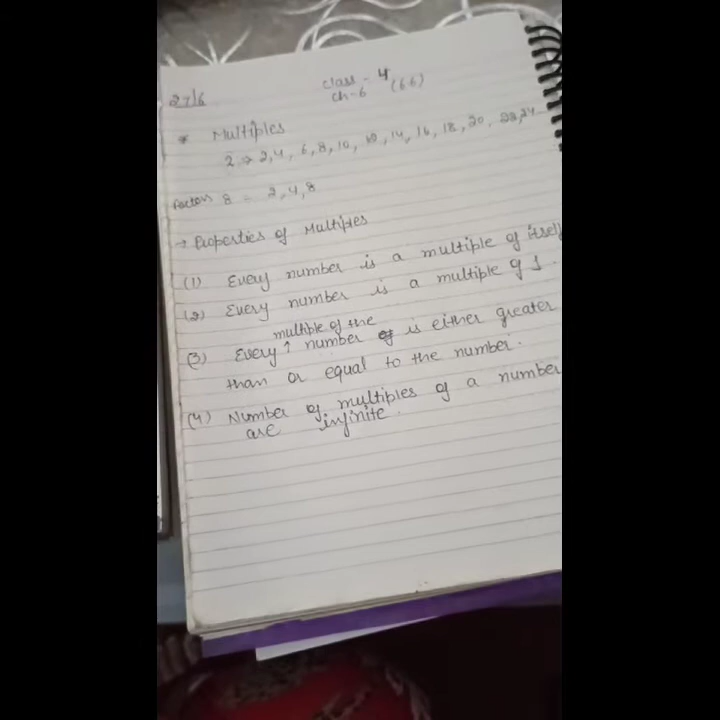 27/6
class - 4
ch-6 (66)
* Multiples
2 → 2, 4, 6, 8, 10, 12, 14, 16, 18, 20, 22, 24
Factors 8 = 2, 4, 8
→ Properties of Multiples
(1) Every number is a multiple of itself
(2) Every number is a multiple of 1.
multiple of the
(3) Every ↑ number is either greater
than or equal to the number.
(4) Number of multiples of a number
are infinite.